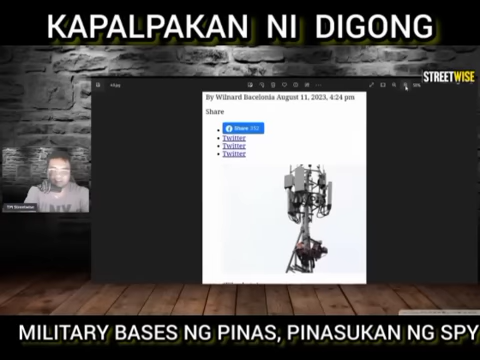 KAPALPAKAN NI DIGONG
STREETWISE
By Wilnard Bacelonia August 11, 2023, 4:24 pm
Share
Share 352
Twitter
Twitter
Twitter
MILITARY BASES NG PINAS, PINASUKAN NG SPY